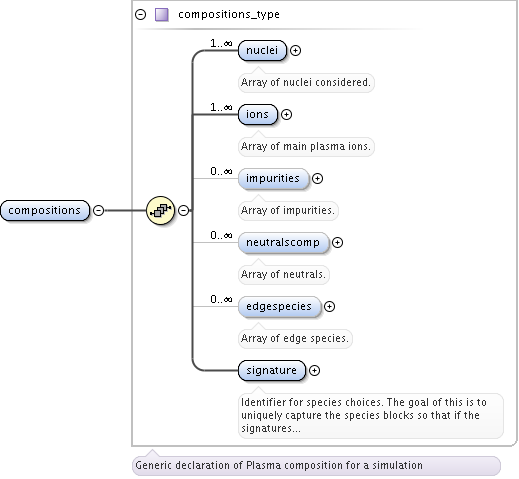 compositions_type
1..∞
nuclei
Array of nuclei considered.
1..∞
ions
Array of main plasma ions.
0..∞
impurities
Array of impurities.
compositions
0..∞
neutralscomp
Array of neutrals.
0..∞
edgespecies
Array of edge species.
signature
Identifier for species choices. The goal of this is to
uniquely capture the species blocks so that if the
signatures...
Generic declaration of Plasma composition for a simulation